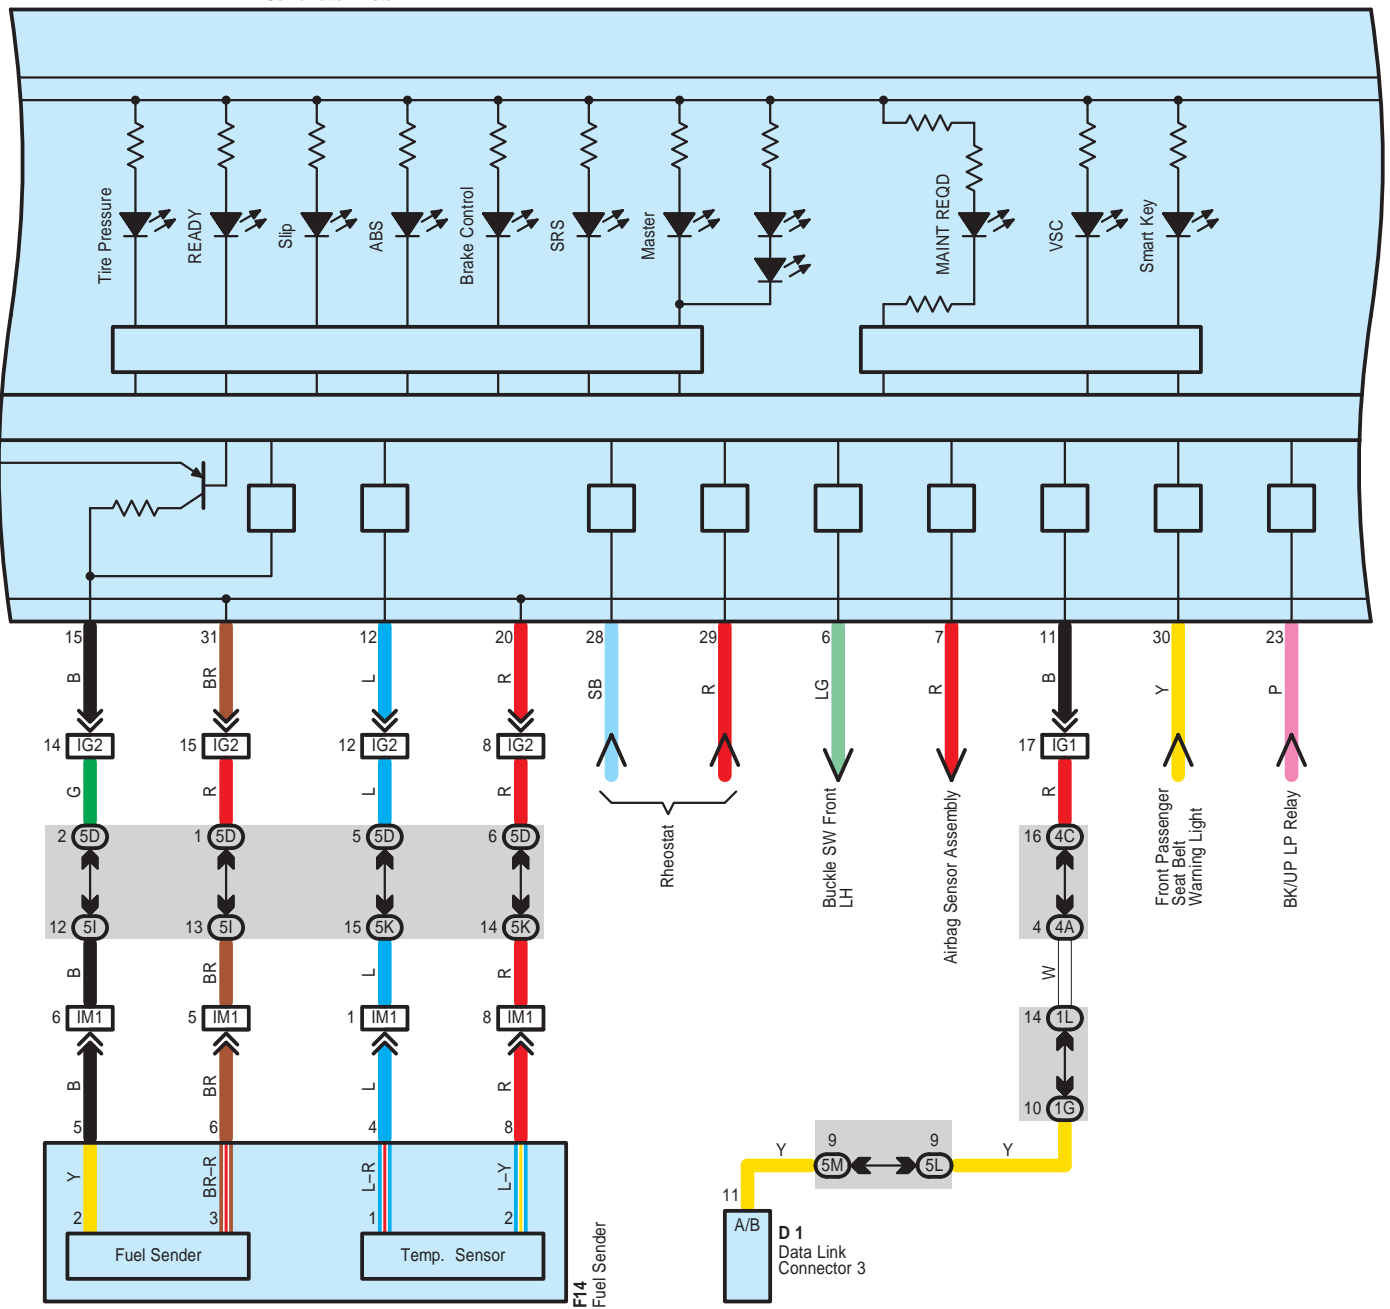 Tire Pressure
READY
Slip
ABS
Brake Control
SRS
Master
MAINT REQD
VSC
Smart Key
15 31 12 20 28 29 6 7 11 30 23
B BR L R SB R LG R B Y P
14 IG2 15 IG2 12 IG2 8 IG2 17 IG1
G R L R R
Rheostat
Buckle SW Front
LH
Airbag Sensor Assembly
Front Passenger
Seat Belt
Warning Light
BK/UP LP Relay
2 5D 1 5D 5 5D 6 5D 16 4C
12 5I 13 5I 15 5K 14 5K 4 4A
B BR L R W
6 IM1 5 IM1 1 IM1 8 IM1 14 1L
B BR L R
10 1G
5 6 4 8
Y 9 9 Y
5M 5L
Y BR-R L-R L-Y
2 3 1 2
11
Fuel Sender
Temp. Sensor
F14
Fuel Sender
A/B
D 1
Data Link
Connector 3